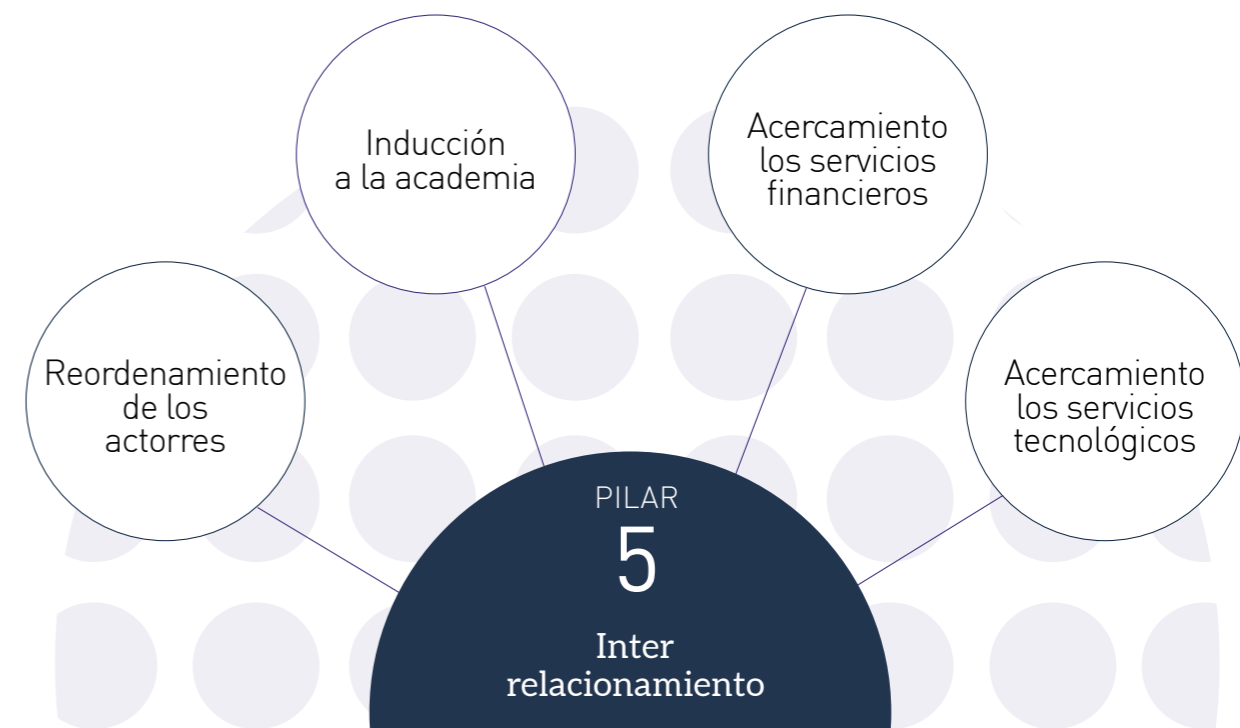 Inducción
a la academia
Acercamiento
los servicios
financieros
Reordenamiento
de los
actorres
Acercamiento
los servicios
tecnológicos
PILAR
5
Inter
relacionamiento